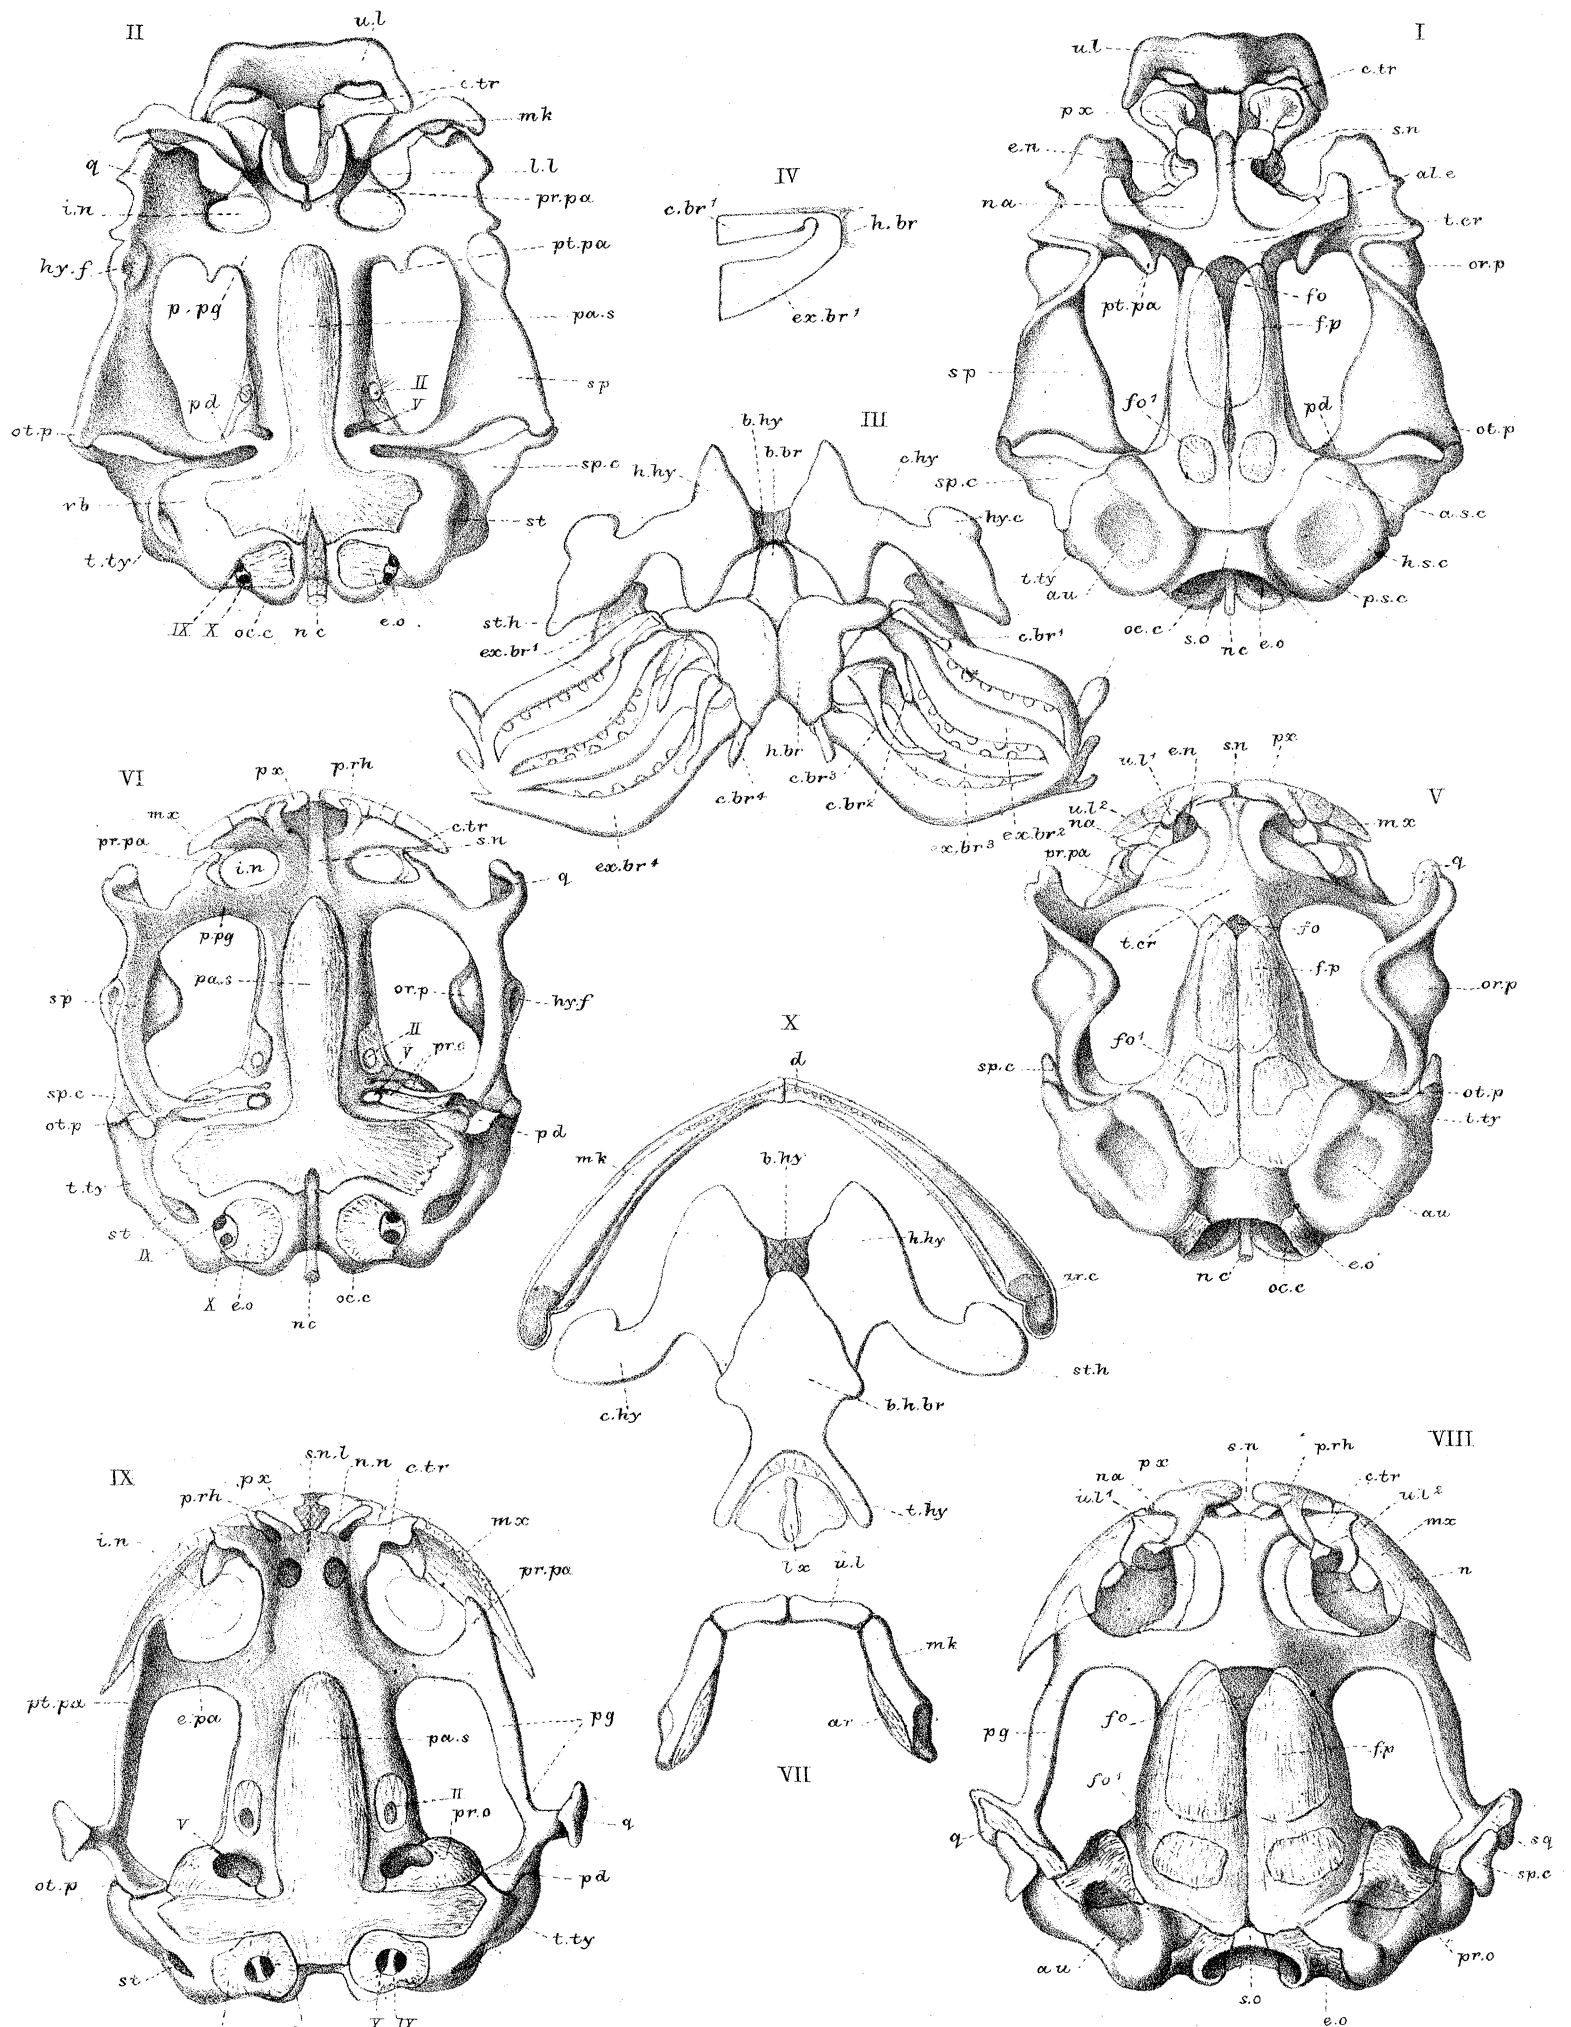 II
u.l
c.tr
mk
q
l.l
i.n
pr.pa
pt.pa
hy.f
p.pg
pa.s
II
sp
pd
V
ot.p
sp.c
rb
st
t.ty
IX X oc.c n c e.o
I
u.l
c.tr
px
s.n
e.n
al.e
na
t.cr
or.p
pt.pa
fo
f.p
sp
fo¹
pd
ot.p
sp.c
a.s.c
h.s.c
t.ty
au
p.s.c
oc.c
s.o
nc
e.o
IV
c.br¹
h.br
ex.br¹
III
b.hy
b.br
h.hy
c.hy
hy.c
st.h
ex.br¹
c.br¹
h.br
c.br³
c.br⁴
c.br²
ex.br²
ex.br³
ex.br⁴
VI
px
p.rh
mx
c.tr
pr.pa
s.n
i.n
q
p.pg
pa.s
or.p
sp
hy.f
II
V
pr.o
sp.c
ot.p
pd
t.ty
st
IX
X e.o
oc.c
nc
V
u.l¹
e.n
s.n
px
u.l²
na
mx
pr.pa
q
t.cr
fo
f.p
or.p
fo¹
sp.c
ot.p
t.ty
au
nc
oc.c
e.o
X
d
mk
b.hy
h.hy
ar.c
st.h
c.hy
b.h.br
t.hy
lx
u.l
mk
ar
VII
IX
s.n.l
n.n
c.tr
px
p.rh
mx
i.n
pr.pa
pt.pa
e.pa
pa.s
pg
II
pr.o
V
q
ot.p
pd
t.ty
st
X IX
VIII
s.n
p.rh
px
na
c.tr
u.l¹
u.l²
mx
n
pg
fo
f.p
fo¹
q
sq
sp.c
au
pr.o
s.o
e.o